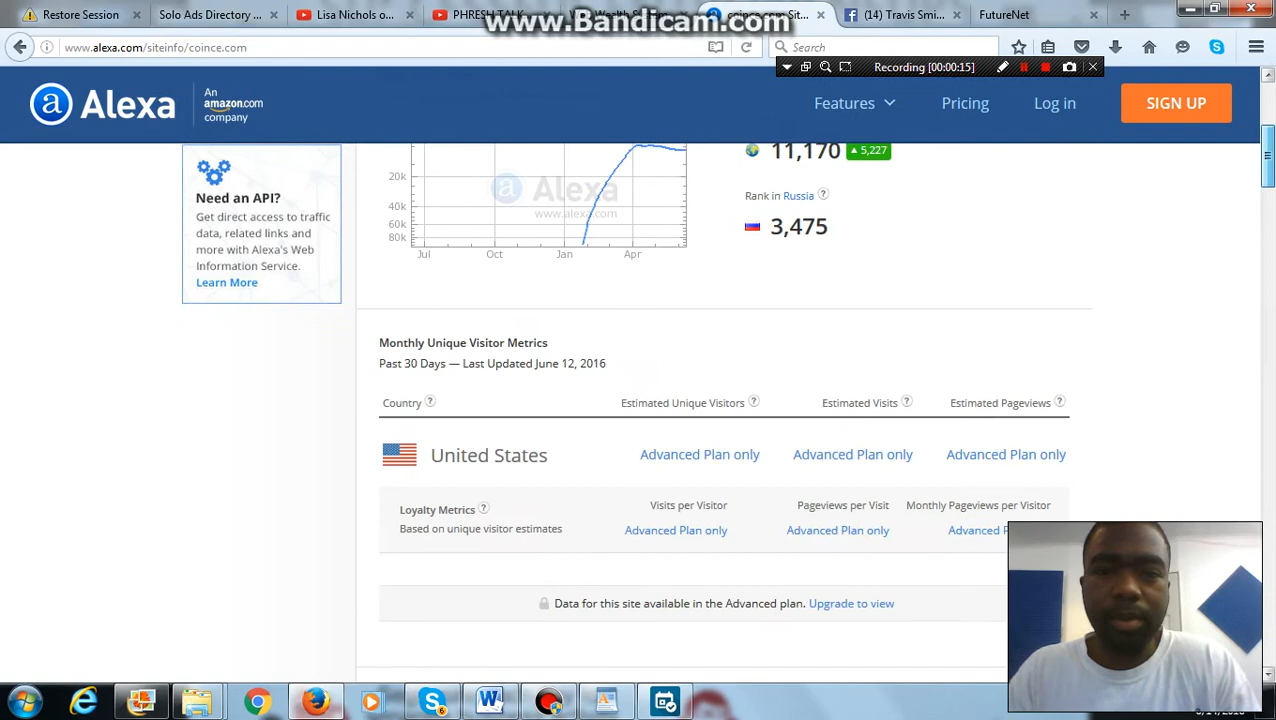 Restore Session
Solo Ads Directory ...
Lisa Nichols o...
PHRESH TALK
(14) Travis Smi...
FutureNet
www.Bandicam.com
www.alexa.com/siteinfo/coince.com
Search
Recording [00:00:15]
Alexa
An
amazon.com
company
Features
Pricing
Log in
SIGN UP
Need an API?
Get direct access to traffic
data, related links and
more with Alexa's Web
Information Service.
Learn More
20k
40k
60k
80k
Alexa
www.alexa.com
Jul
Oct
Jan
Apr
11,170
5,227
Rank in Russia
3,475
Monthly Unique Visitor Metrics
Past 30 Days — Last Updated June 12, 2016
Country
Estimated Unique Visitors
Estimated Visits
Estimated Pageviews
United States
Advanced Plan only
Advanced Plan only
Advanced Plan only
Loyalty Metrics
Based on unique visitor estimates
Visits per Visitor
Pageviews per Visit
Monthly Pageviews per Visitor
Advanced Plan only
Advanced Plan only
Advanced
Data for this site available in the Advanced plan. Upgrade to view